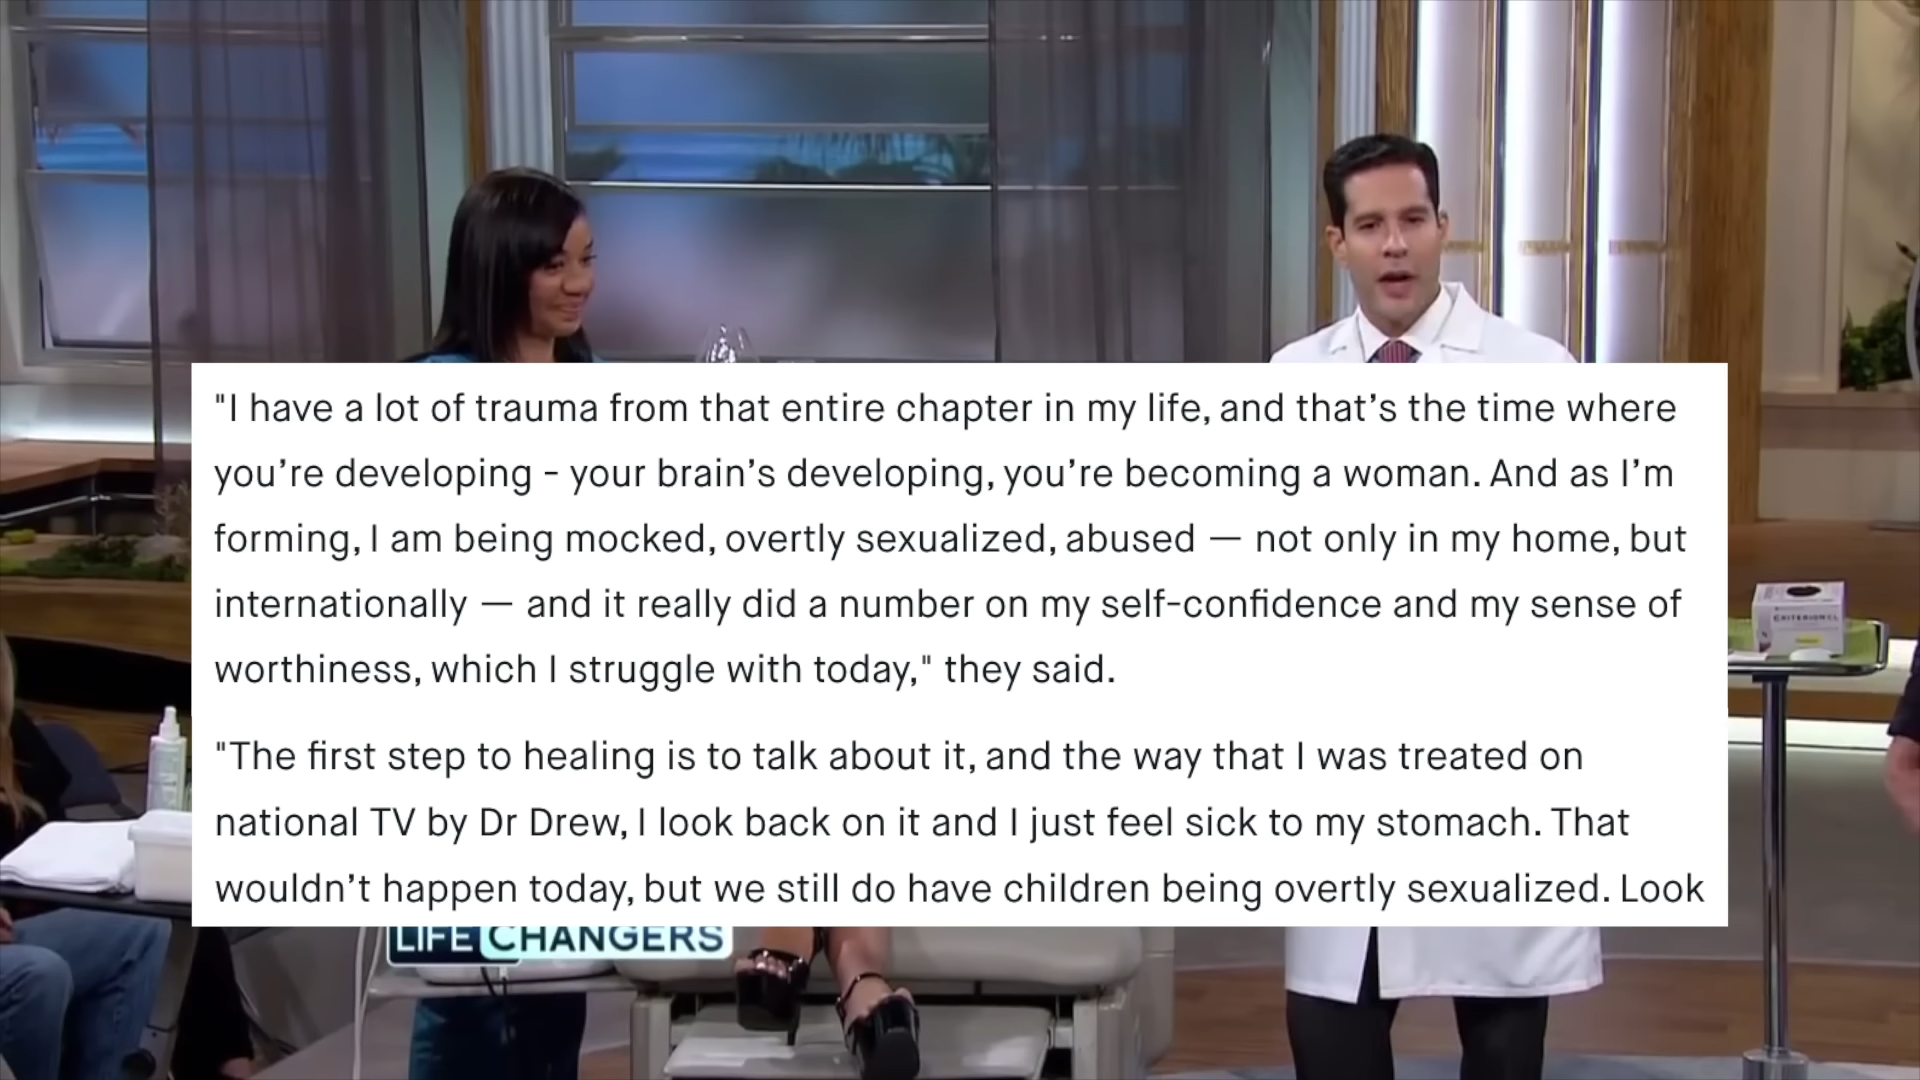 "I have a lot of trauma from that entire chapter in my life, and that’s the time where
you’re developing - your brain’s developing, you’re becoming a woman. And as I’m
forming, I am being mocked, overtly sexualized, abused — not only in my home, but
internationally — and it really did a number on my self-confidence and my sense of
worthiness, which I struggle with today," they said.
"The first step to healing is to talk about it, and the way that I was treated on
national TV by Dr Drew, I look back on it and I just feel sick to my stomach. That
wouldn’t happen today, but we still do have children being overtly sexualized. Look
LIFE CHANGERS